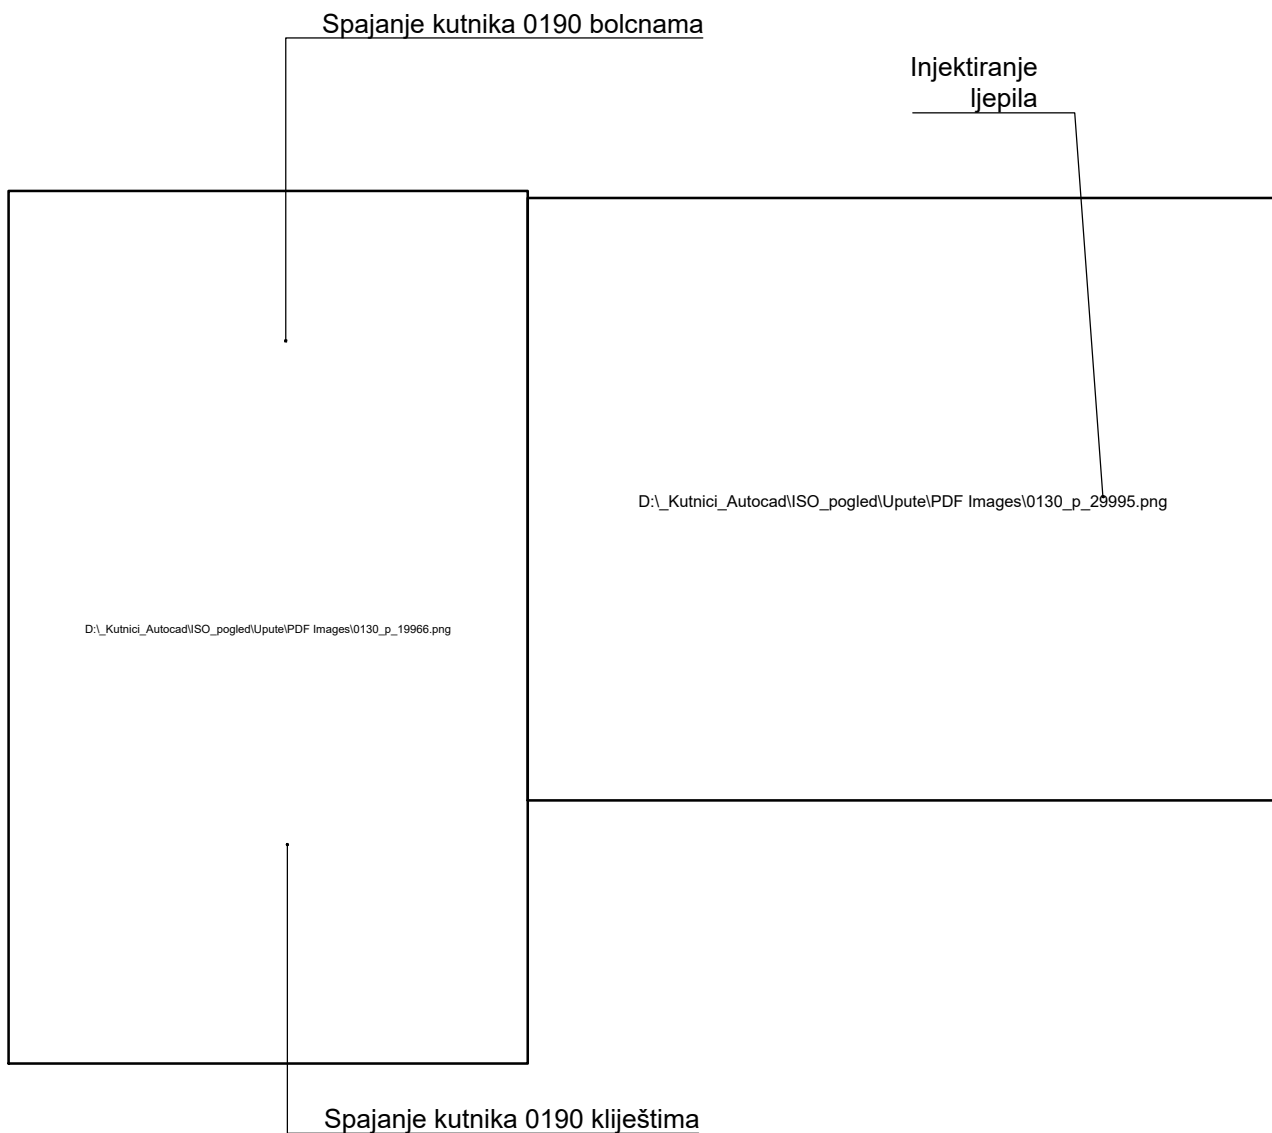 Spajanje kutnika 0190 bolcnama
Injektiranje
ljepila
D:\_Kutnici_Autocad\ISO_pogled\Upute\PDF Images\0130_p_29995.png
D:\_Kutnici_Autocad\ISO_pogled\Upute\PDF Images\0130_p_19966.png
Spajanje kutnika 0190 kliještima